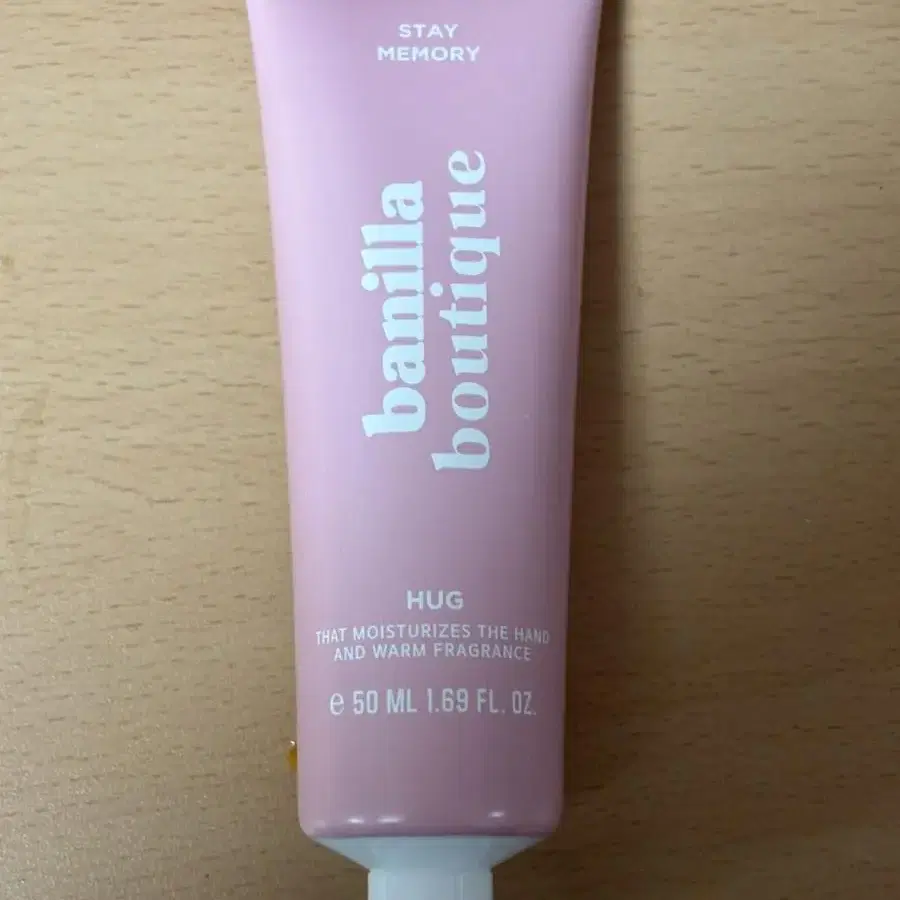 STAY
MEMORY
banilla
boutique
HUG
THAT MOISTURIZES THE HAND
AND WARM FRAGRANCE
℮ 50 ML 1.69 FL. OZ.